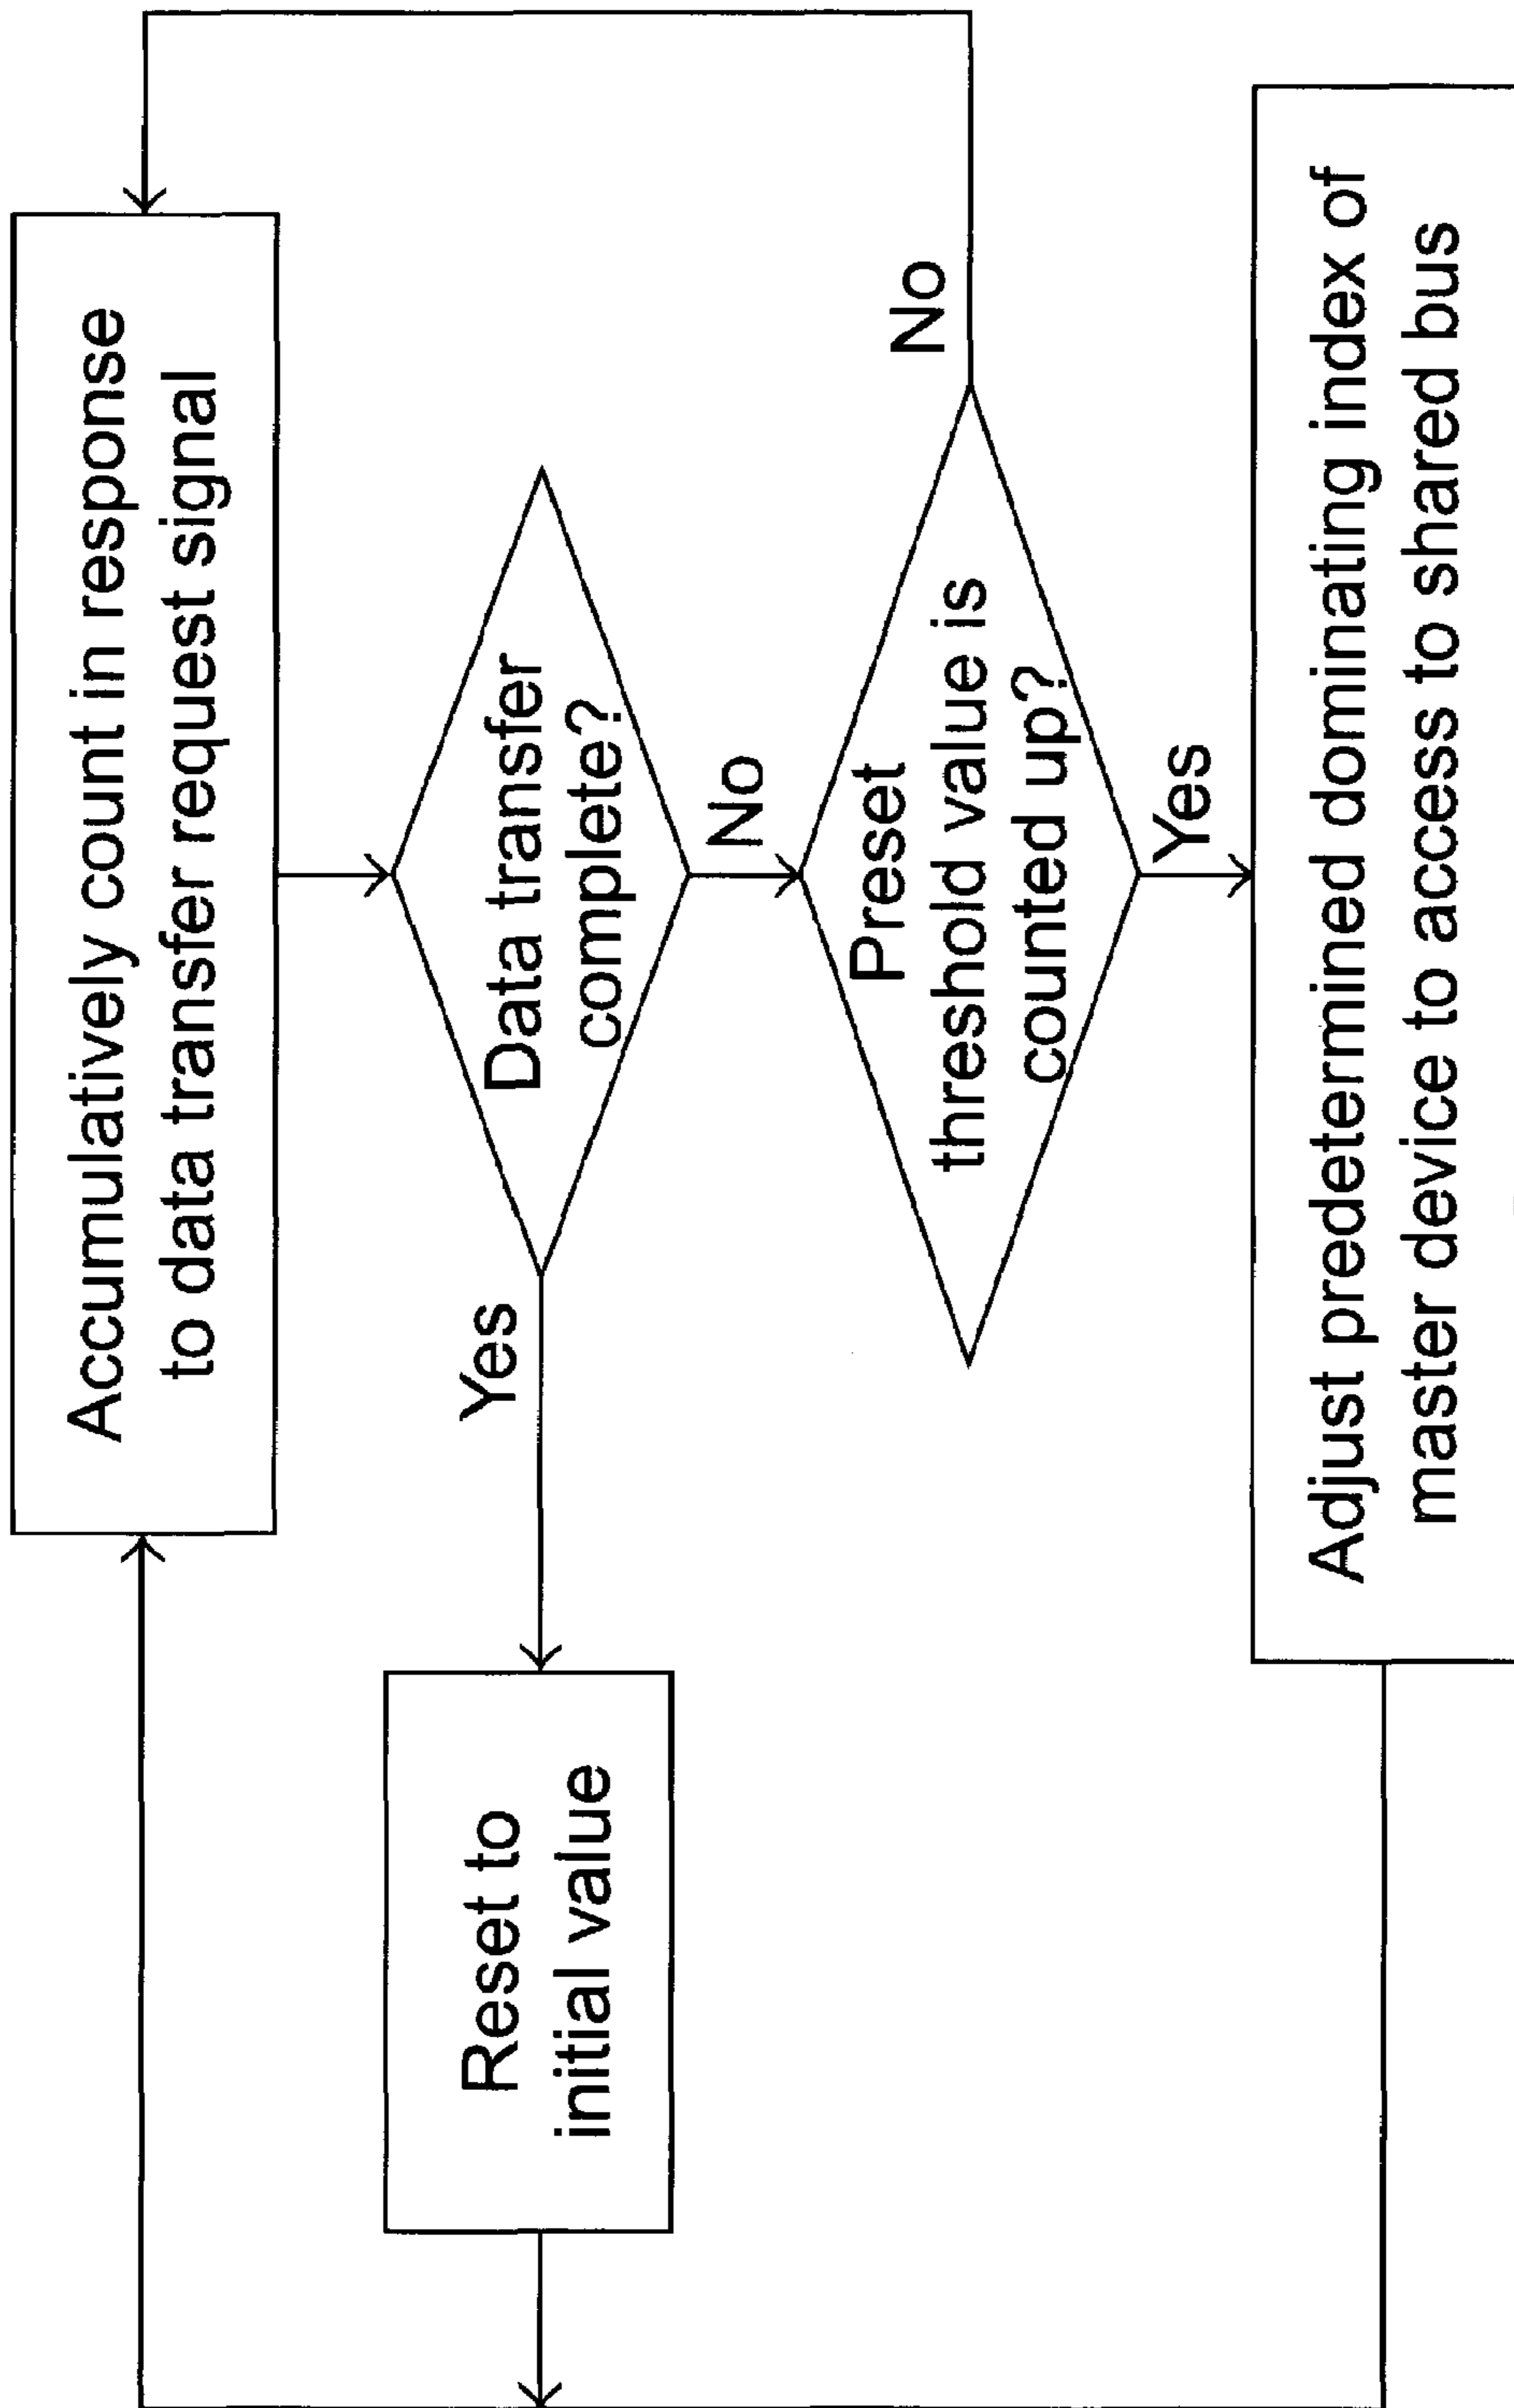 Accumulatively count in response
to data transfer request signal
Data transfer
complete?
Yes
No
Reset to
initial value
Preset
threshold value is
counted up?
No
Yes
Adjust predetermined dominating index of
master device to access to shared bus